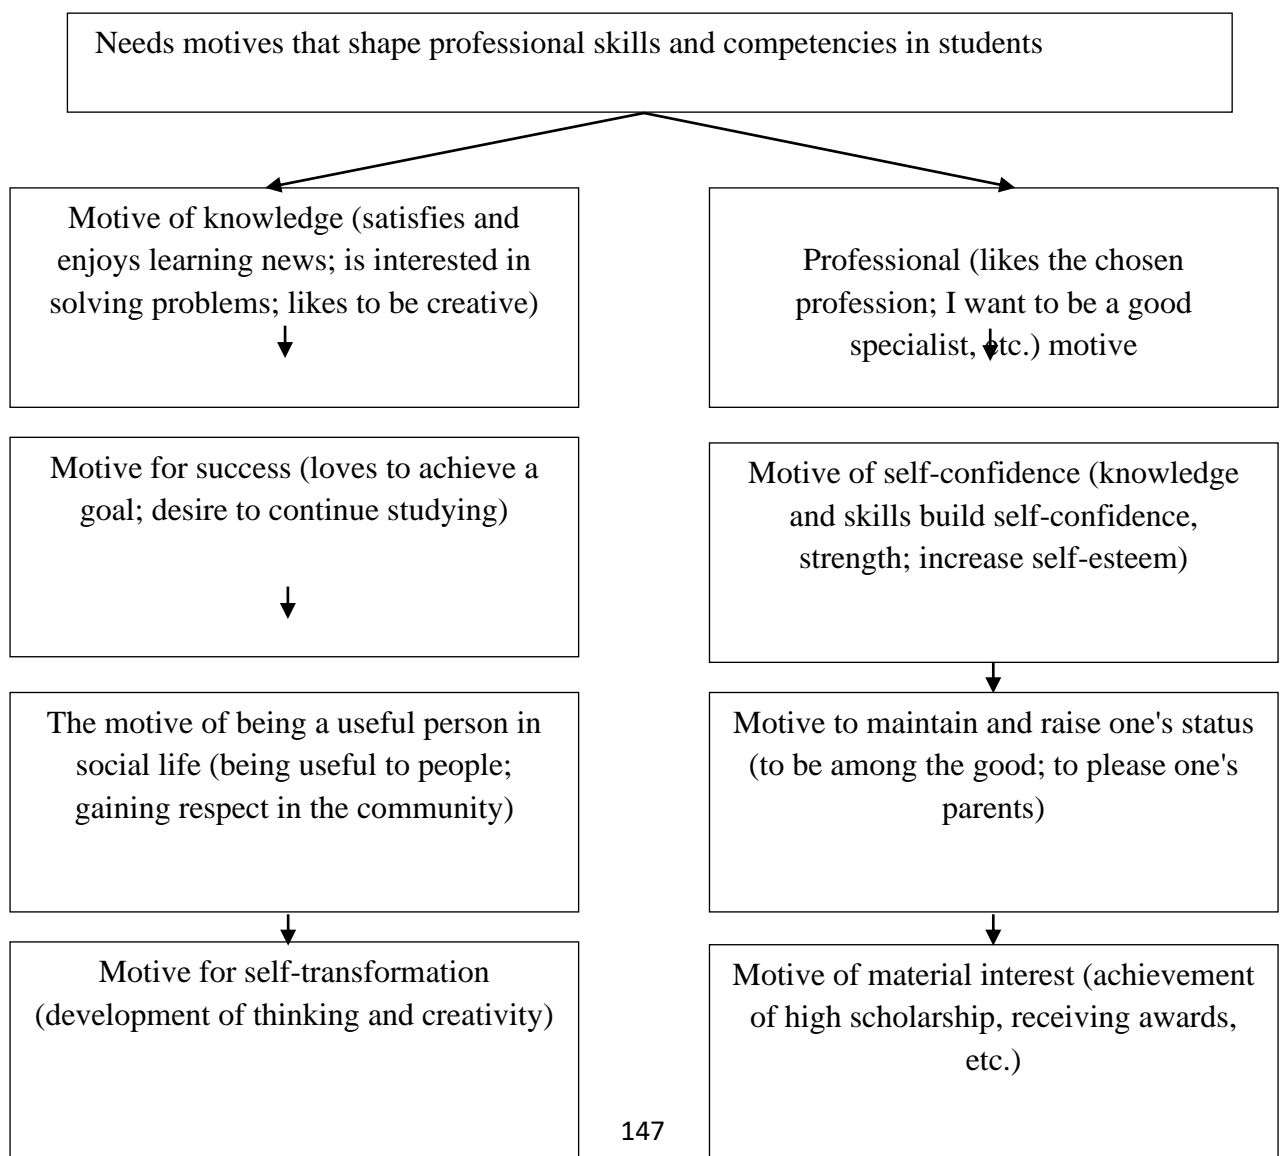 Needs motives that shape professional skills and competencies in students
Motive of knowledge (satisfies and
enjoys learning news; is interested in
solving problems; likes to be creative)
Professional (likes the chosen
profession; I want to be a good
specialist, etc.) motive
Motive for success (loves to achieve a
goal; desire to continue studying)
Motive of self-confidence (knowledge
and skills build self-confidence,
strength; increase self-esteem)
The motive of being a useful person in
social life (being useful to people;
gaining respect in the community)
Motive to maintain and raise one's status
(to be among the good; to please one's
parents)
Motive for self-transformation
(development of thinking and creativity)
Motive of material interest (achievement
of high scholarship, receiving awards,
etc.)
147